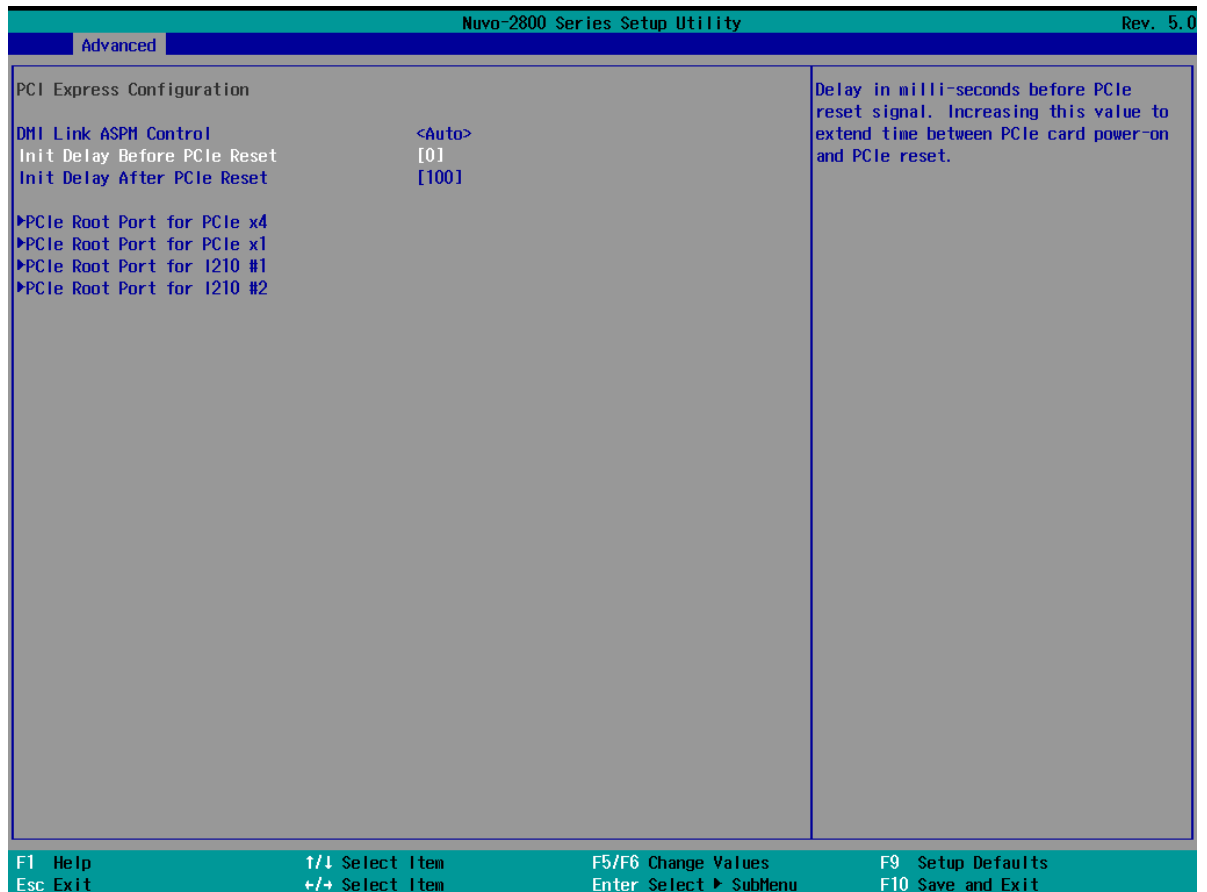 Nuvo-2800 Series Setup Utility Rev. 5.0
Advanced
PCI Express Configuration
DMI Link ASPM Control <Auto>
Init Delay Before PCIe Reset [0]
Init Delay After PCIe Reset [100]
▶PCIe Root Port for PCIe x4
▶PCIe Root Port for PCIe x1
▶PCIe Root Port for I210 #1
▶PCIe Root Port for I210 #2
Delay in milli-seconds before PCIe
reset signal. Increasing this value to
extend time between PCIe card power-on
and PCIe reset.
F1 Help ↑/↓ Select Item F5/F6 Change Values F9 Setup Defaults
Esc Exit ←/→ Select Item Enter Select ▶ SubMenu F10 Save and Exit